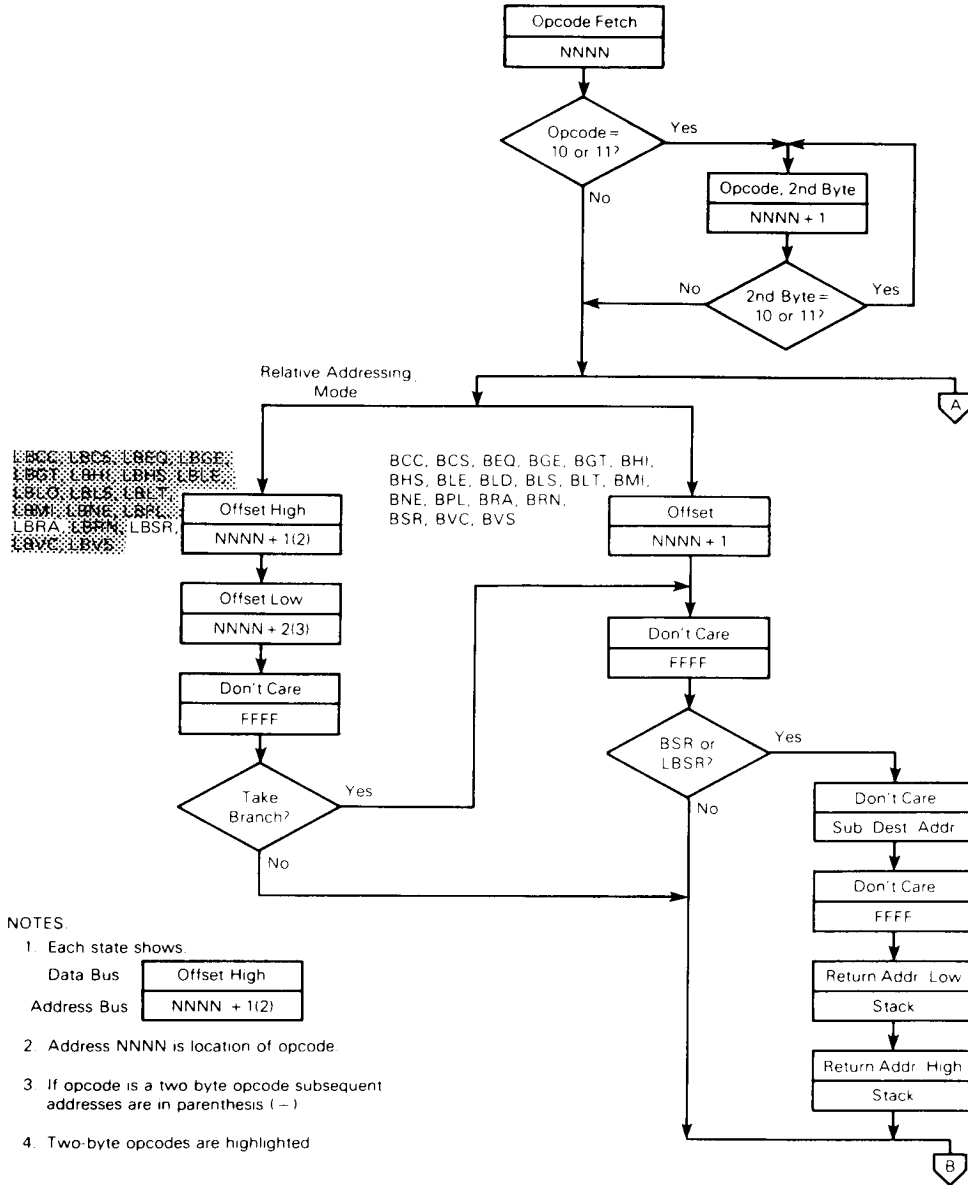 Opcode Fetch
NNNN
Opcode =
10 or 11?
Yes
No
Opcode, 2nd Byte
NNNN + 1
2nd Byte =
10 or 11?
No
Yes
Relative Addressing
Mode
A
LBCC, LBCS, LBEQ, LBGE,
LBGT, LBHI, LBHS, LBLE,
LBLO, LBLS, LBLT,
LBMI, LBNE, LBPL,
LBRA, LBRN, LBSR,
LBVC, LBVS
BCC, BCS, BEQ, BGE, BGT, BHI,
BHS, BLE, BLD, BLS, BLT, BMI,
BNE, BPL, BRA, BRN,
BSR, BVC, BVS
Offset High
NNNN + 1(2)
Offset Low
NNNN + 2(3)
Don't Care
FFFF
Take
Branch?
Yes
No
Offset
NNNN + 1
Don't Care
FFFF
BSR or
LBSR?
Yes
No
Don't Care
Sub Dest Addr
Don't Care
FFFF
Return Addr Low
Stack
Return Addr High
Stack
B
NOTES.
1. Each state shows.
Data Bus Offset High
Address Bus NNNN + 1(2)
2. Address NNNN is location of opcode.
3. If opcode is a two byte opcode subsequent
addresses are in parenthesis ( – )
4. Two-byte opcodes are highlighted